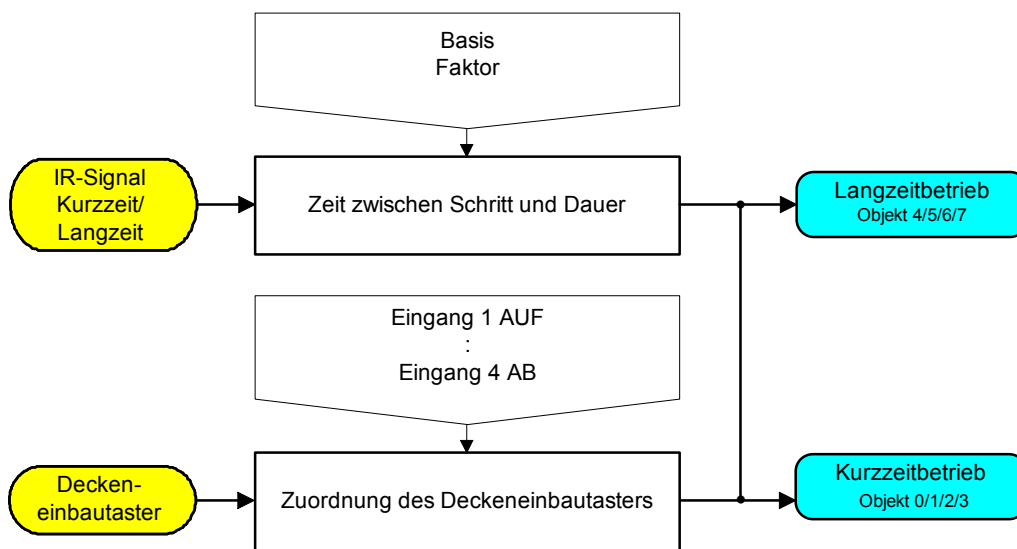 Basis
Faktor
IR-Signal
Kurzzeit/
Langzeit
Zeit zwischen Schritt und Dauer
Langzeitbetrieb
Objekt 4/5/6/7
Eingang 1 AUF
:
Eingang 4 AB
Decken-
einbautaster
Zuordnung des Deckeneinbautasters
Kurzzeitbetrieb
Objekt 0/1/2/3